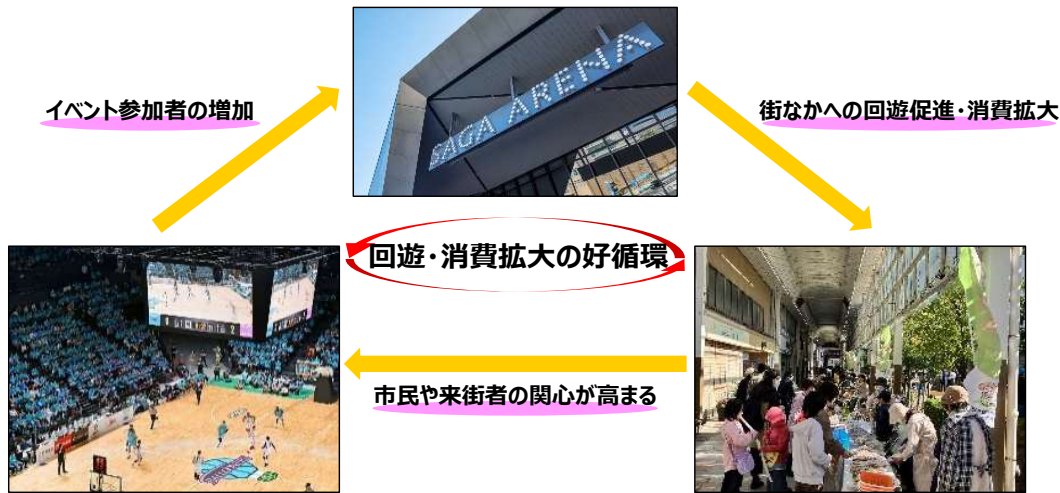 SAGA ARENA
イベント参加者の増加
街なかへの回遊促進・消費拡大
回遊・消費拡大の好循環
市民や来街者の関心が高まる